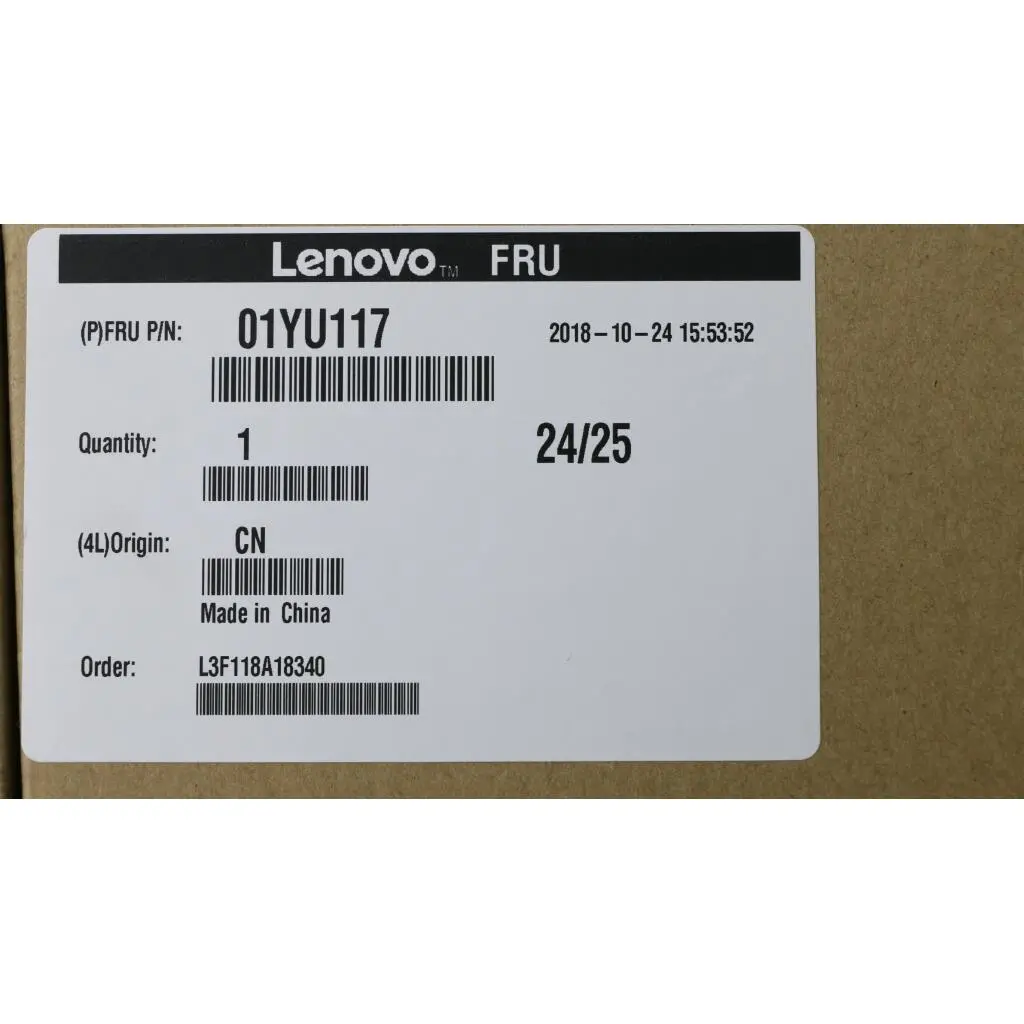 Lenovo™ FRU
(P)FRU P/N: 01YU117 2018-10-24 15:53:52
Quantity: 1 24/25
(4L)Origin: CN
Made in China
Order: L3F118A18340